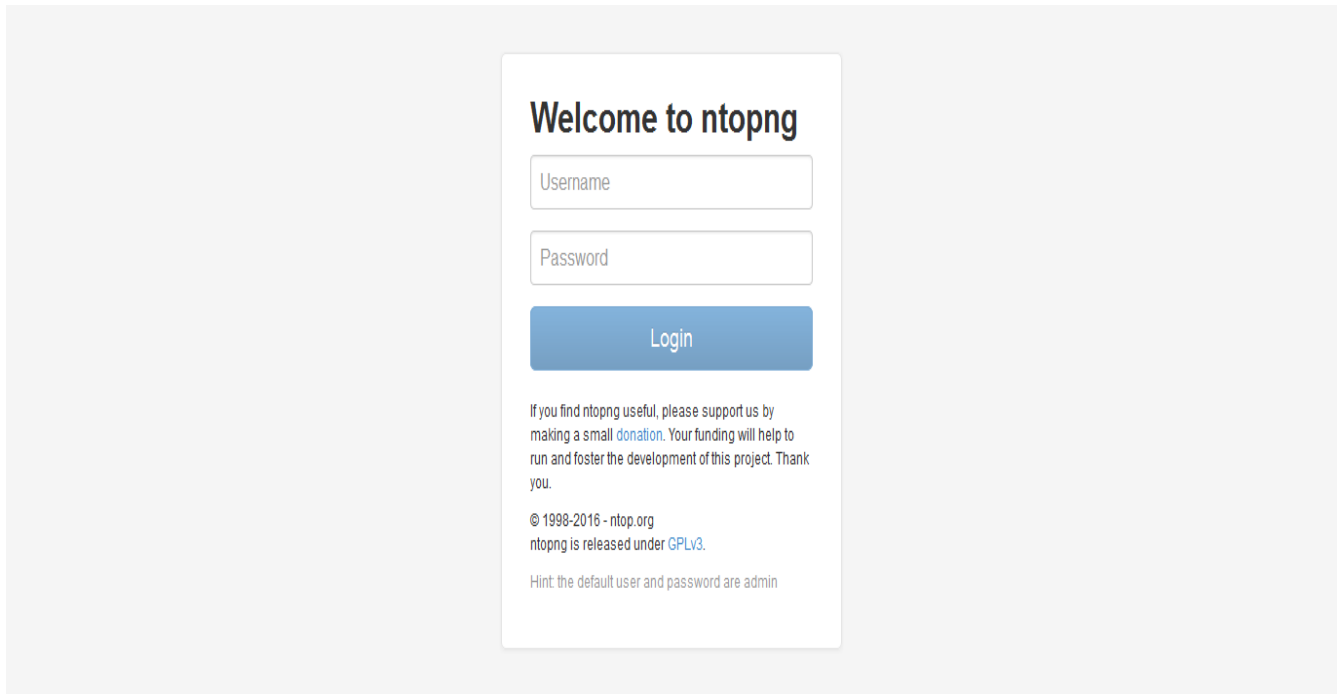 Welcome to ntopng
Username
Password
Login
If you find ntopng useful, please support us by
making a small donation. Your funding will help to
run and foster the development of this project. Thank
you.
© 1998-2016 - ntop.org
ntopng is released under GPLv3.
Hint: the default user and password are admin